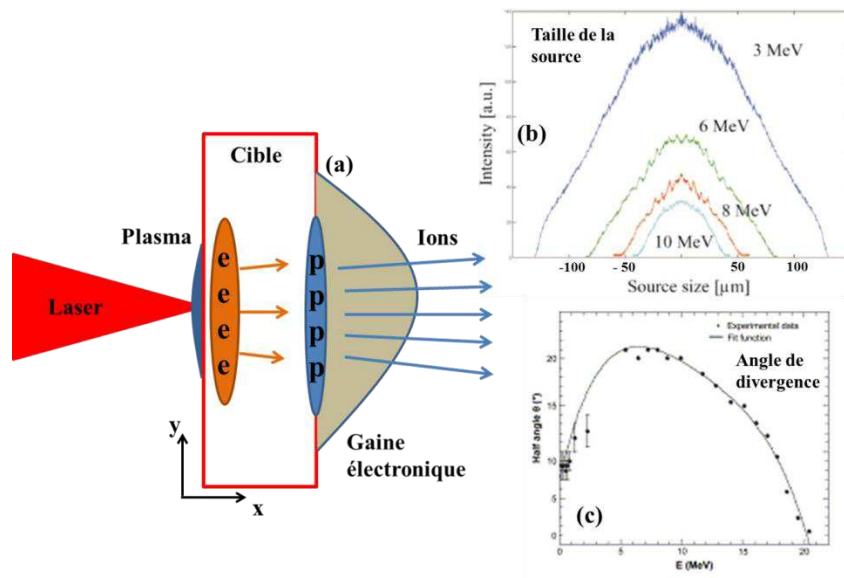 (a)
Cible
Plasma
Ions
Laser
e
e
e
e
p
p
p
p
y
x
Gaine
électronique
Taille de la
source
3 MeV
(b)
6 MeV
8 MeV
10 MeV
Intensity [a.u.]
-100
- 50
0
50
100
Source size [µm]
Experimental data
Fit function
Angle de
divergence
Half angle θ (°)
20
15
10
5
0
(c)
0
5
10
15
20
E (MeV)